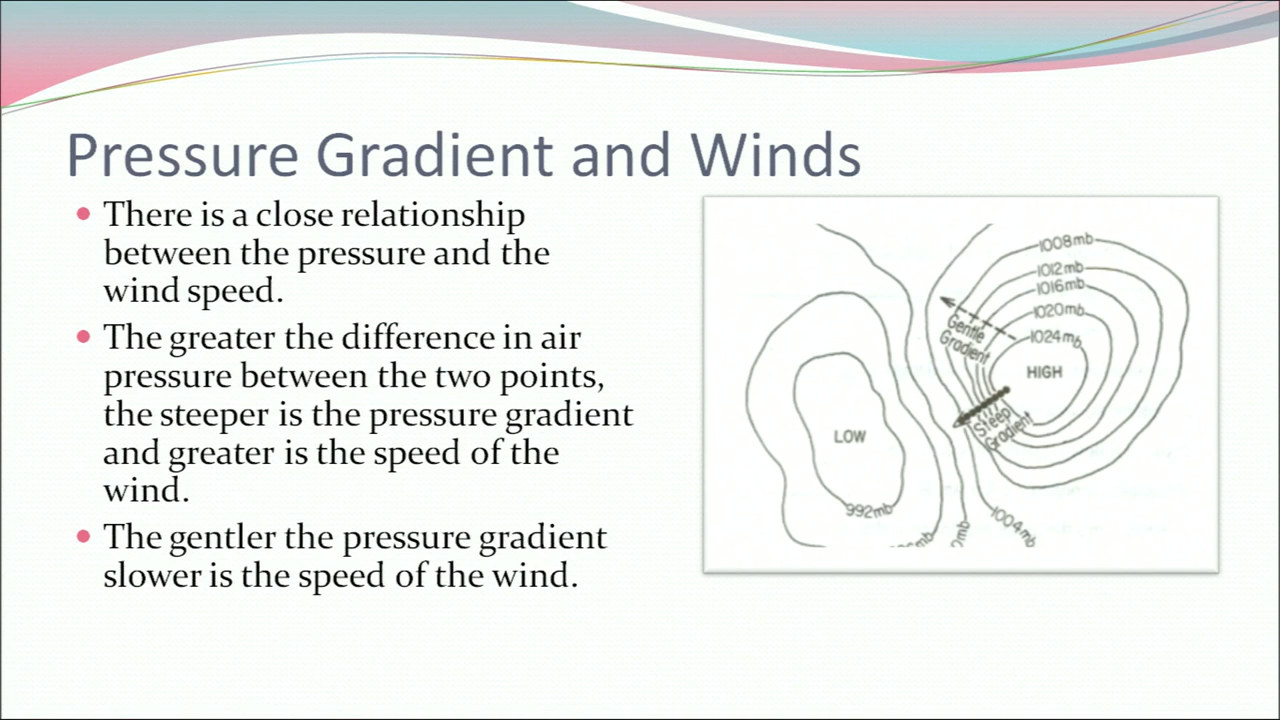 Pressure Gradient and Winds
• There is a close relationship
between the pressure and the
wind speed.
• The greater the difference in air
pressure between the two points,
the steeper is the pressure gradient
and greater is the speed of the
wind.
• The gentler the pressure gradient
slower is the speed of the wind.
1008mb
1012mb
1016mb
1020mb
1024mb
Gentle
Gradient
HIGH
Steep
Gradient
LOW
992mb
1004mb